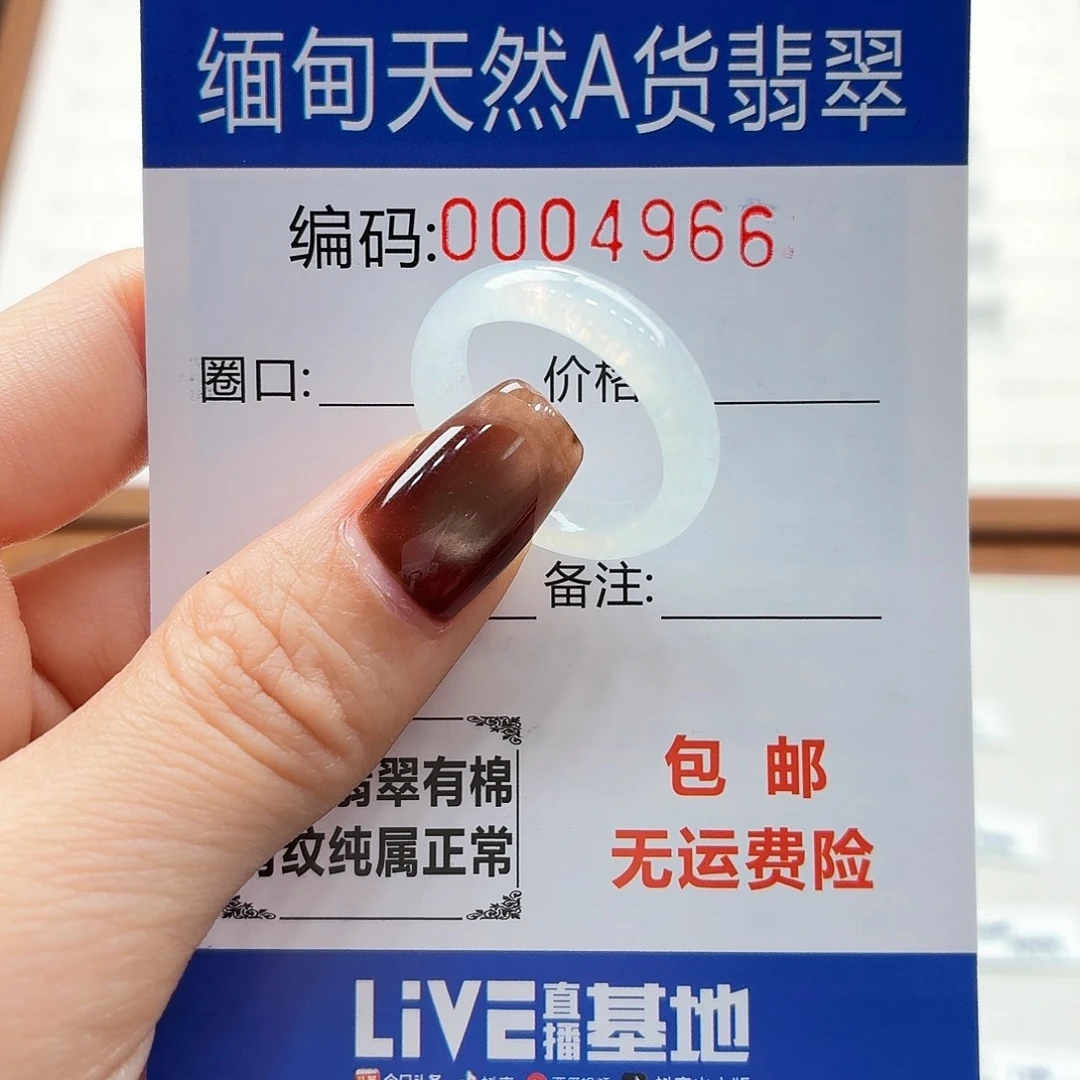 缅甸天然A货翡翠
编码:0004966
圈口: 价格
备注:
翡翠有棉
纹纯属正常
包邮
无运费险
LiVE直播基地